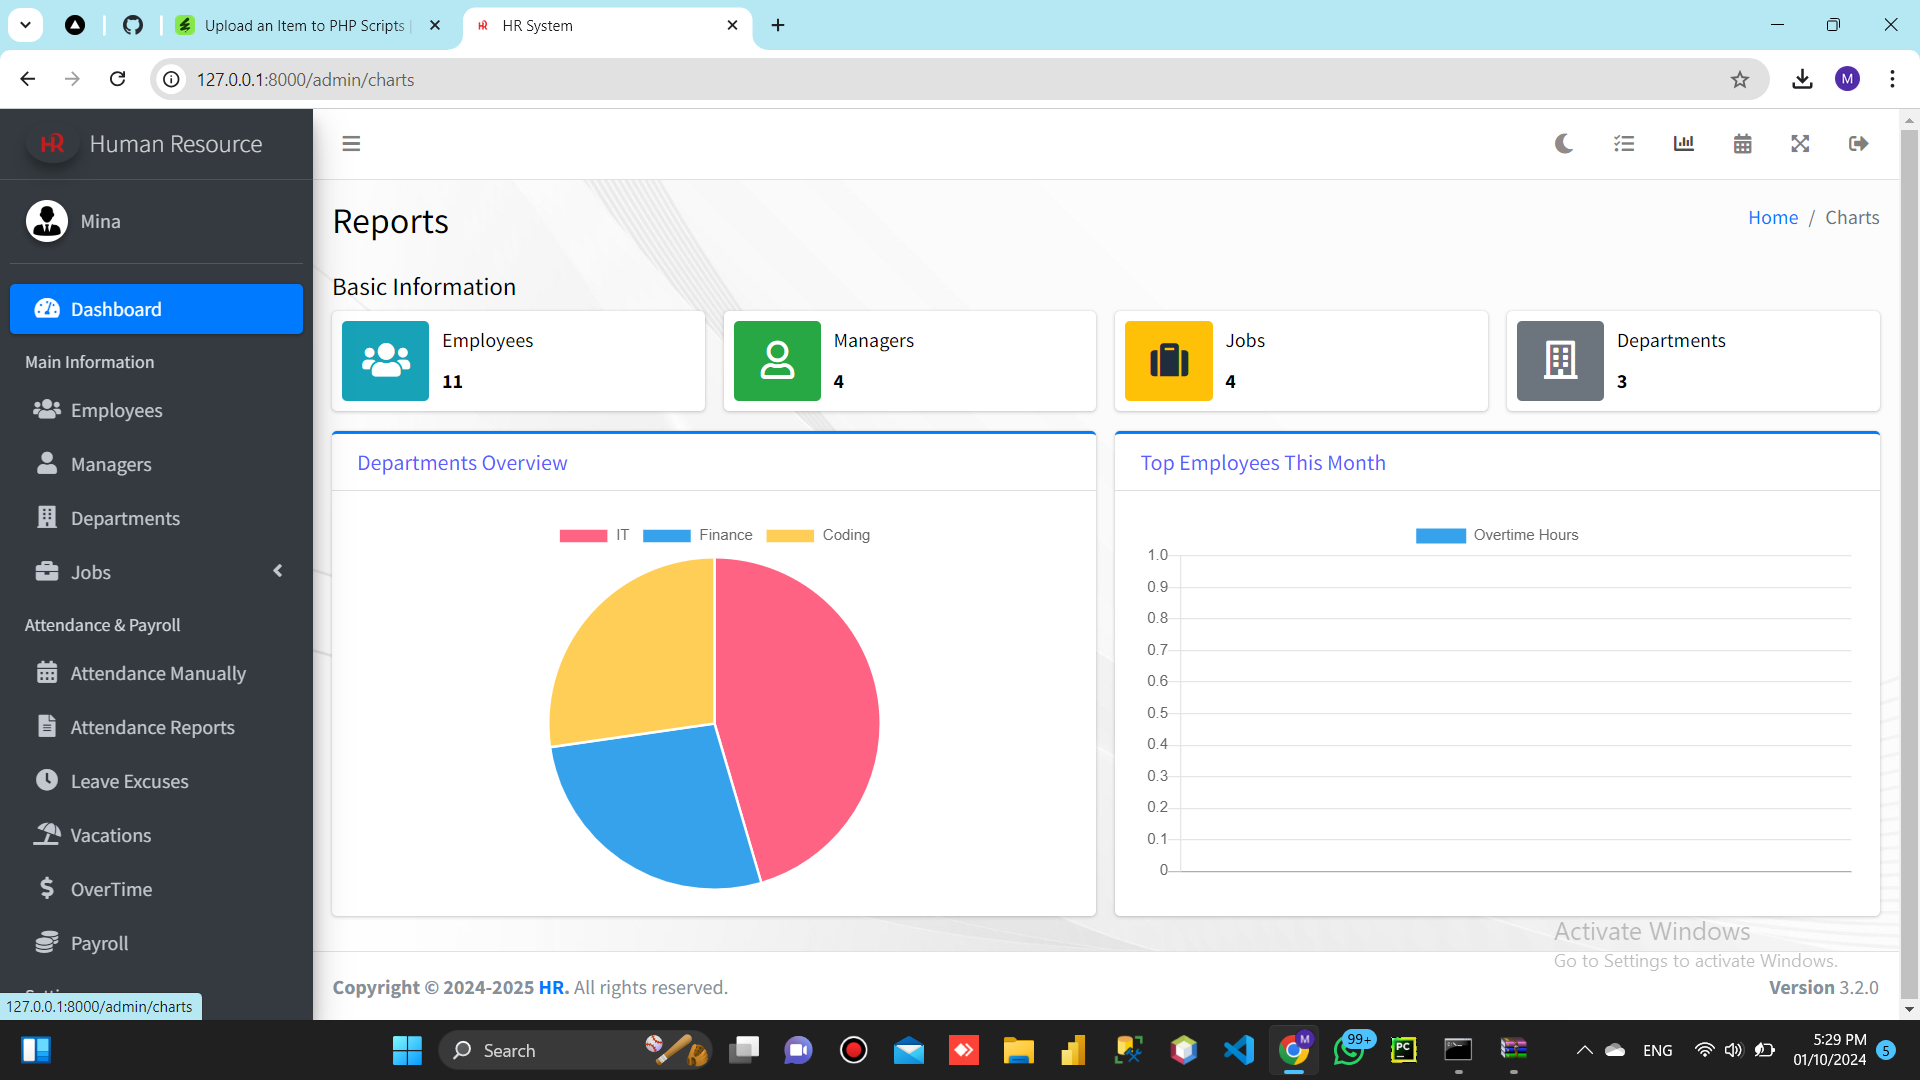 Upload an Item to PHP Scripts
HR System
127.0.0.1:8000/admin/charts
M
HR
Human Resource
Mina
Dashboard
Main Information
Employees
Managers
Departments
Jobs
Attendance & Payroll
Attendance Manually
Attendance Reports
Leave Excuses
Vacations
OverTime
Payroll
127.0.0.1:8000/admin/charts
Reports
Home / Charts
Basic Information
Employees
11
Managers
4
Jobs
4
Departments
3
Departments Overview
IT Finance Coding
Top Employees This Month
Overtime Hours
1.0
0.9
0.8
0.7
0.6
0.5
0.4
0.3
0.2
0.1
0
Activate Windows
Go to Settings to activate Windows.
Copyright © 2024-2025 HR. All rights reserved.
Version 3.2.0
Search
M
99+
PC
ENG
5:29 PM
01/10/2024
5